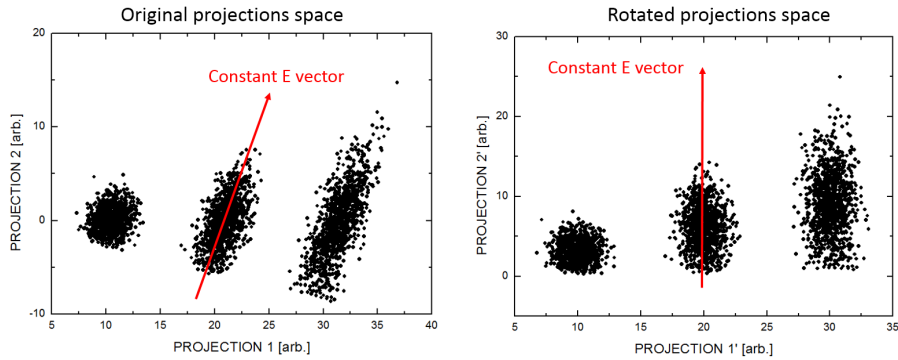 Original projections space
20
10
0
-10
PROJECTION 2 [arb.]
Constant E vector
5
10
15
20
25
30
35
40
PROJECTION 1 [arb.]
Rotated projections space
30
20
10
0
PROJECTION 2' [arb.]
Constant E vector
5
10
15
20
25
30
35
PROJECTION 1' [arb.]